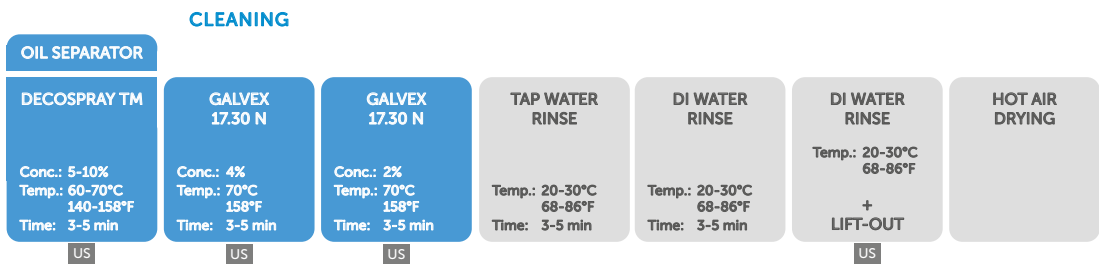 CLEANING
OIL SEPARATOR
DECOSPRAY TM
Conc.: 5-10%
Temp.: 60-70°C
140-158°F
Time: 3-5 min
US
GALVEX
17.30 N
Conc.: 4%
Temp.: 70°C
158°F
Time: 3-5 min
US
GALVEX
17.30 N
Conc.: 2%
Temp.: 70°C
158°F
Time: 3-5 min
US
TAP WATER
RINSE
Temp.: 20-30°C
68-86°F
Time: 3-5 min
DI WATER
RINSE
Temp.: 20-30°C
68-86°F
Time: 3-5 min
DI WATER
RINSE
Temp.: 20-30°C
68-86°F
+
LIFT-OUT
US
HOT AIR
DRYING